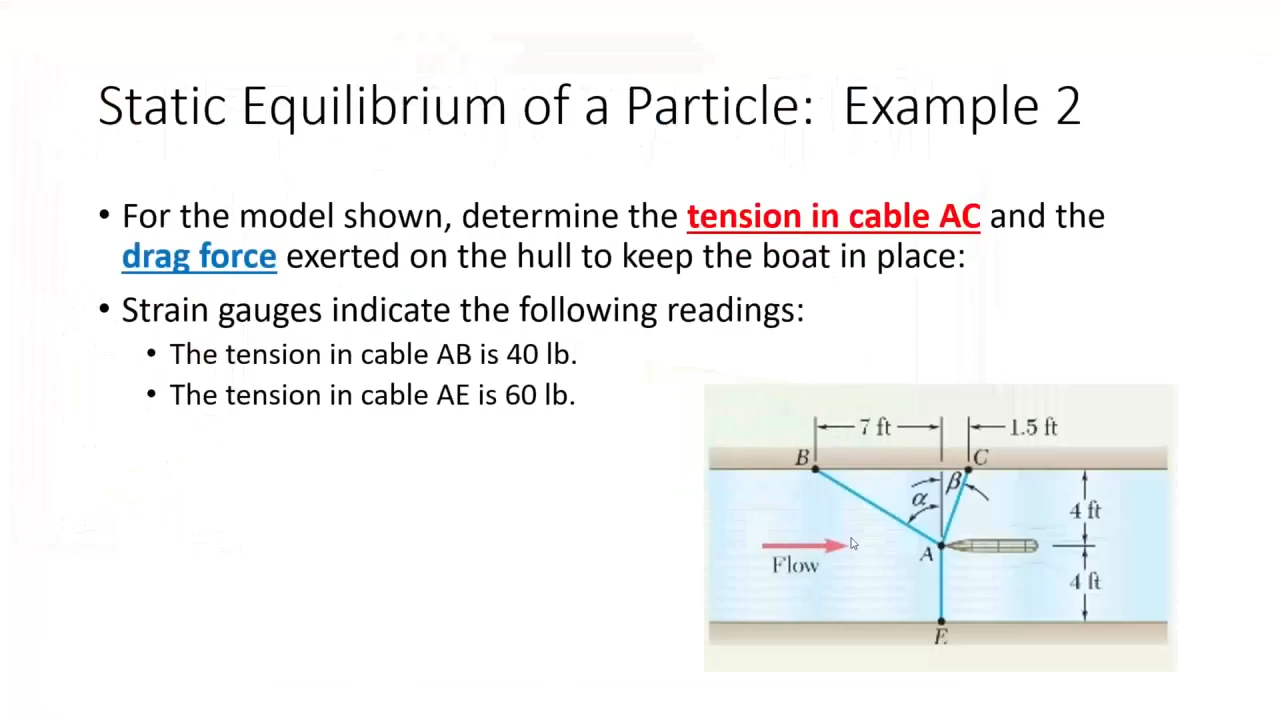 Static Equilibrium of a Particle: Example 2
• For the model shown, determine the tension in cable AC and the
drag force exerted on the hull to keep the boat in place:
• Strain gauges indicate the following readings:
• The tension in cable AB is 40 lb.
• The tension in cable AE is 60 lb.
7 ft
1.5 ft
B
C
α
β
4 ft
A
Flow
4 ft
E